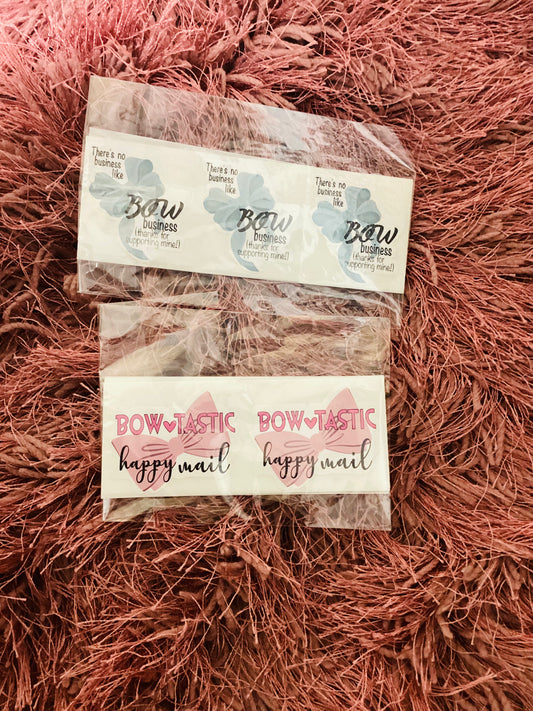 There's no
business
like
BOW
business
(thanks for
supporting mine!)
There's no
business
like
BOW
business
(thanks for
supporting mine!)
There's no
business
like
BOW
business
(thanks for
supporting mine!)
BOW♥TASTIC
happy mail
BOW♥TASTIC
happy mail